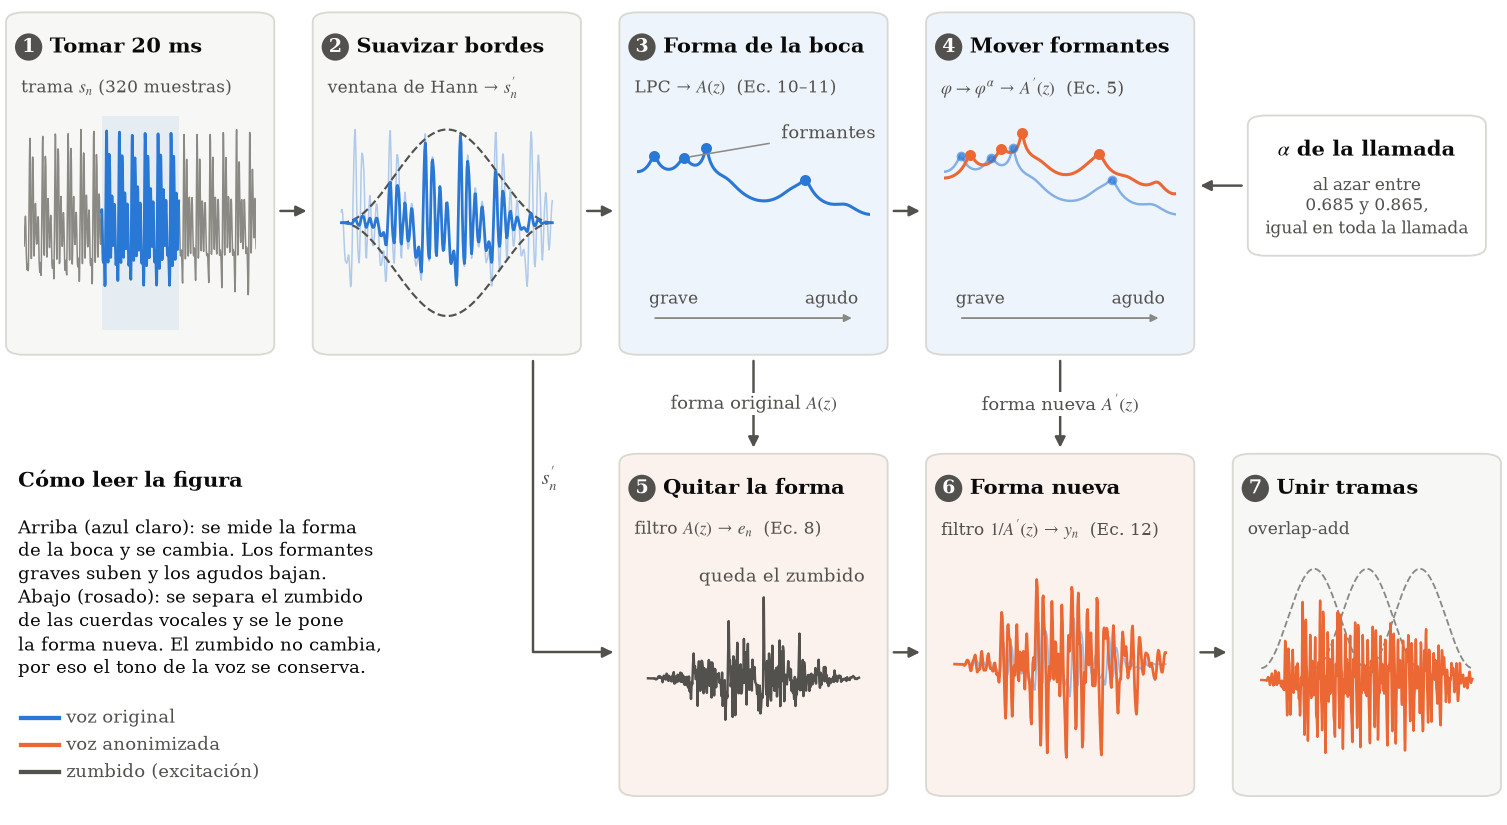 1 Tomar 20 ms
trama sₙ (320 muestras)
2 Suavizar bordes
ventana de Hann → s′ₙ
3 Forma de la boca
LPC → A(z) (Ec. 10–11)
formantes
grave agudo
4 Mover formantes
φ → φᵅ → A′(z) (Ec. 5)
grave agudo
α de la llamada
al azar entre
0.685 y 0.865,
igual en toda la llamada
forma original A(z)
forma nueva A′(z)
s′ₙ
Cómo leer la figura
Arriba (azul claro): se mide la forma
de la boca y se cambia. Los formantes
graves suben y los agudos bajan.
Abajo (rosado): se separa el zumbido
de las cuerdas vocales y se le pone
la forma nueva. El zumbido no cambia,
por eso el tono de la voz se conserva.
voz original
voz anonimizada
zumbido (excitación)
5 Quitar la forma
filtro A(z) → eₙ (Ec. 8)
queda el zumbido
6 Forma nueva
filtro 1/A′(z) → yₙ (Ec. 12)
7 Unir tramas
overlap-add